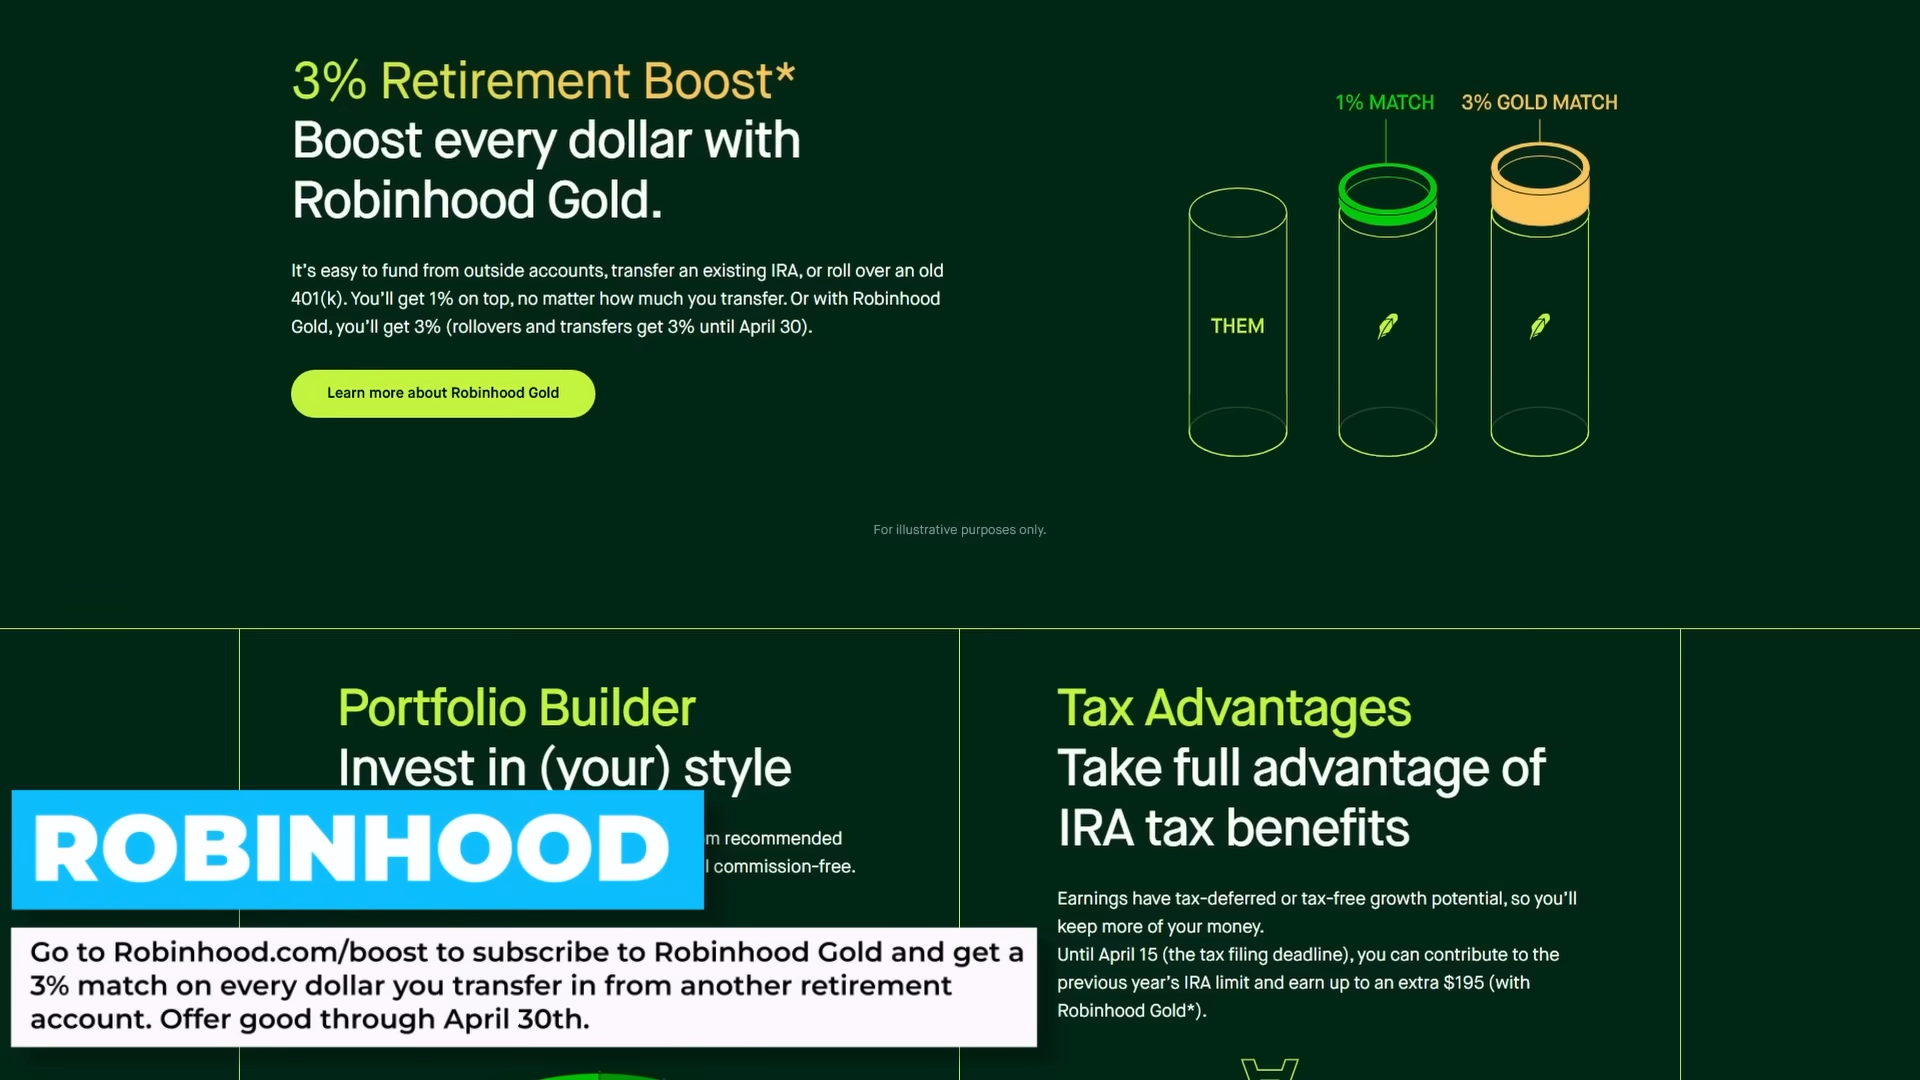 3% Retirement Boost*
Boost every dollar with
Robinhood Gold.
It's easy to fund from outside accounts, transfer an existing IRA, or roll over an old
401(k). You'll get 1% on top, no matter how much you transfer. Or with Robinhood
Gold, you'll get 3% (rollovers and transfers get 3% until April 30).
Learn more about Robinhood Gold
1% MATCH
3% GOLD MATCH
THEM
For illustrative purposes only.
Portfolio Builder
Invest in (your) style
recommended
commission-free.
Tax Advantages
Take full advantage of
IRA tax benefits
Earnings have tax-deferred or tax-free growth potential, so you'll
keep more of your money.
Until April 15 (the tax filing deadline), you can contribute to the
previous year's IRA limit and earn up to an extra $195 (with
Robinhood Gold*).
ROBINHOOD
Go to Robinhood.com/boost to subscribe to Robinhood Gold and get a
3% match on every dollar you transfer in from another retirement
account. Offer good through April 30th.